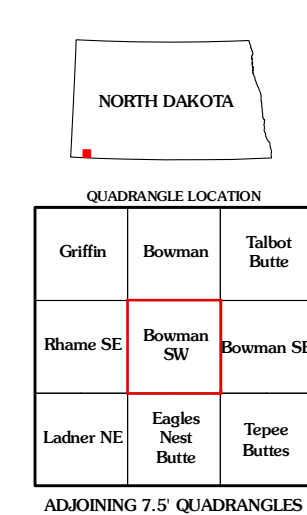 NORTH DAKOTA
QUADRANGLE LOCATION
Griffin
Bowman
Talbot
Butte
Rhame SE
Bowman
SW
Bowman SE
Ladner NE
Eagles
Nest
Butte
Tepee
Buttes
ADJOINING 7.5' QUADRANGLES